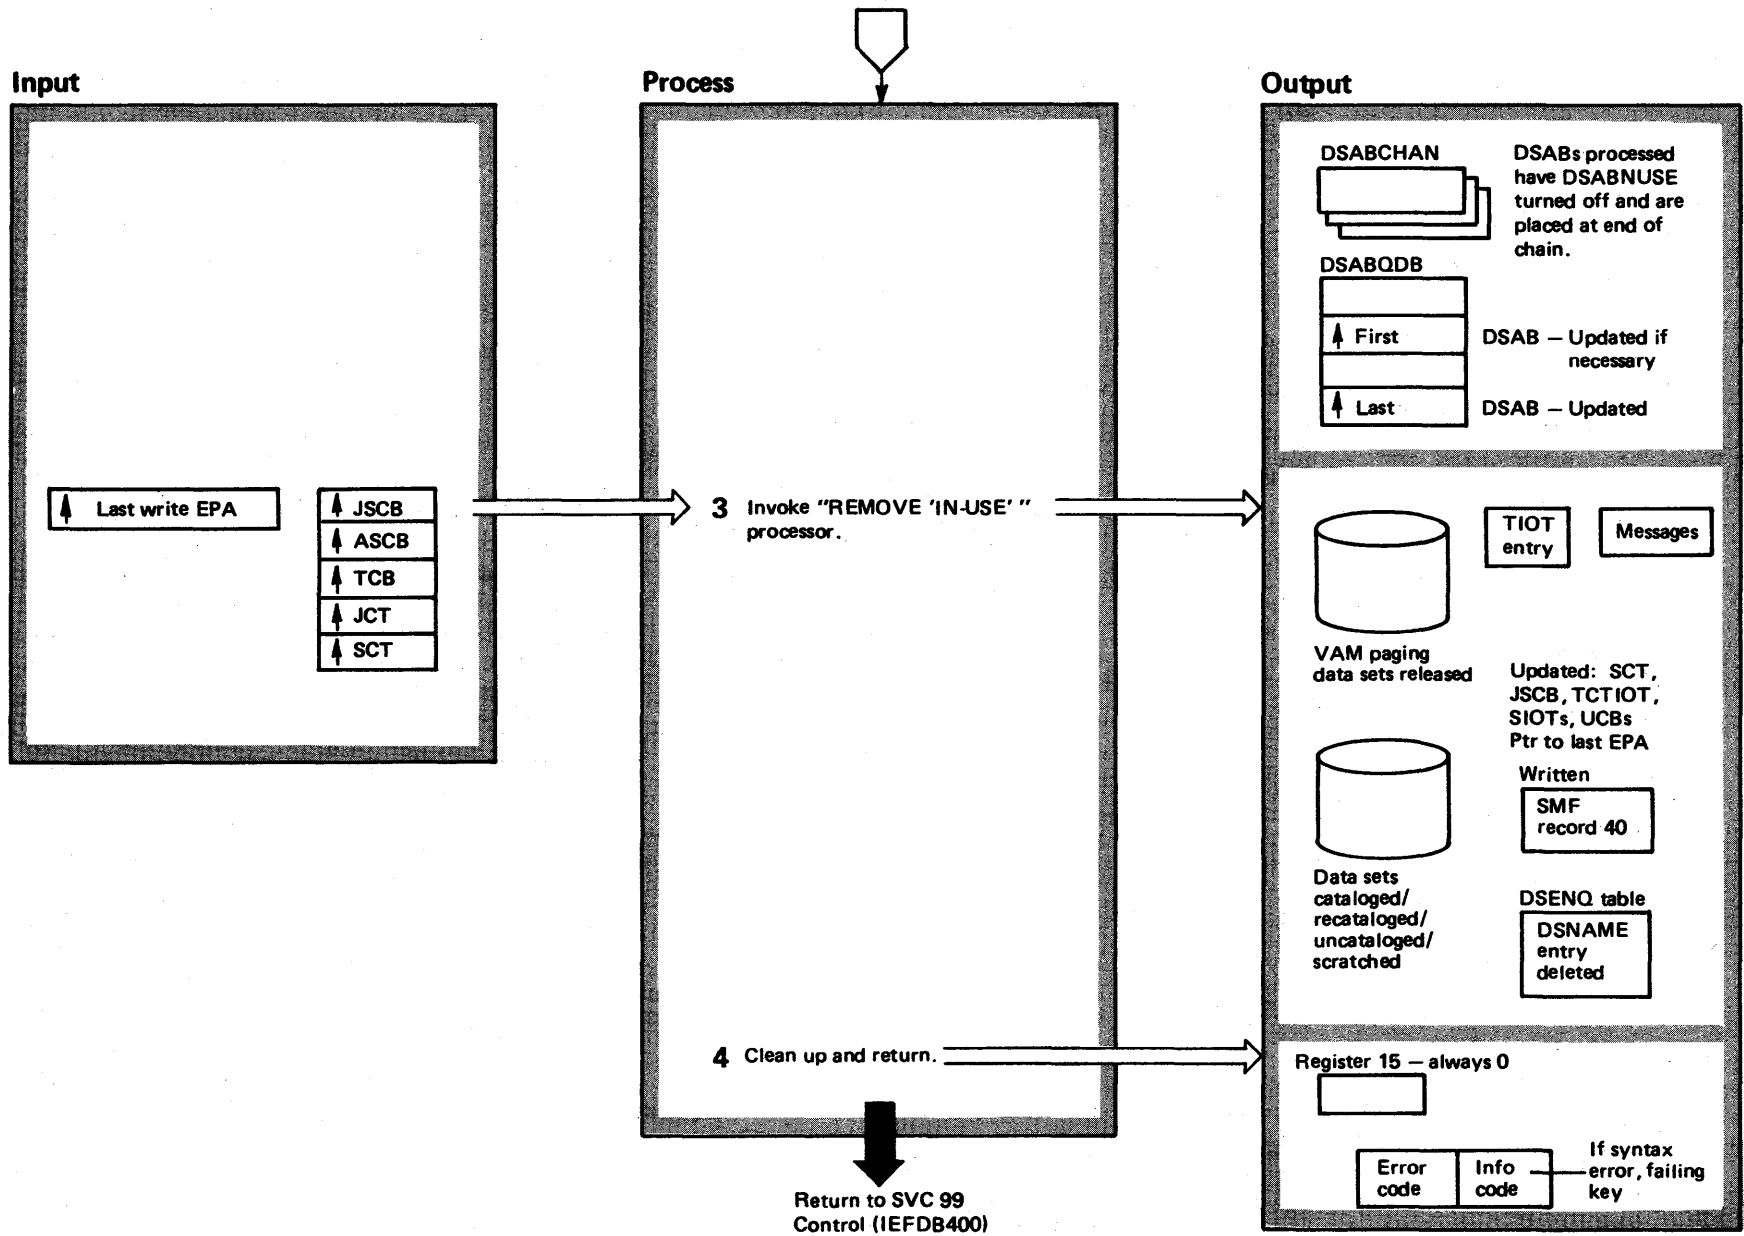 Input
Process
Output
DSABCHAN
DSABs processed
have DSABNUSE
turned off and are
placed at end of
chain.
DSABQDB
First
DSAB — Updated if
necessary
Last
DSAB — Updated
Last write EPA
JSCB
ASCB
TCB
JCT
SCT
3 Invoke "REMOVE 'IN-USE' "
processor.
TIOT
entry
Messages
VAM paging
data sets released
Updated: SCT,
JSCB, TCTIOT,
SIOTs, UCBs
Ptr to last EPA
Written
SMF
record 40
Data sets
cataloged/
recataloged/
uncataloged/
scratched
DSENQ table
DSNAME
entry
deleted
4 Clean up and return.
Register 15 — always 0
Error
code
Info
code
If syntax
error, failing
key
Return to SVC 99
Control (IEFDB400)